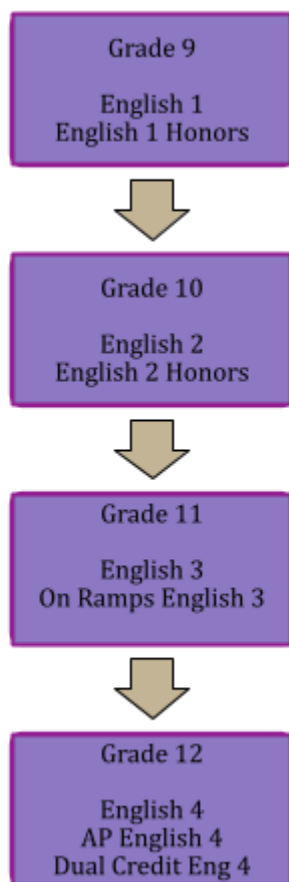 Grade 9
English 1
English 1 Honors
Grade 10
English 2
English 2 Honors
Grade 11
English 3
On Ramps English 3
Grade 12
English 4
AP English 4
Dual Credit Eng 4